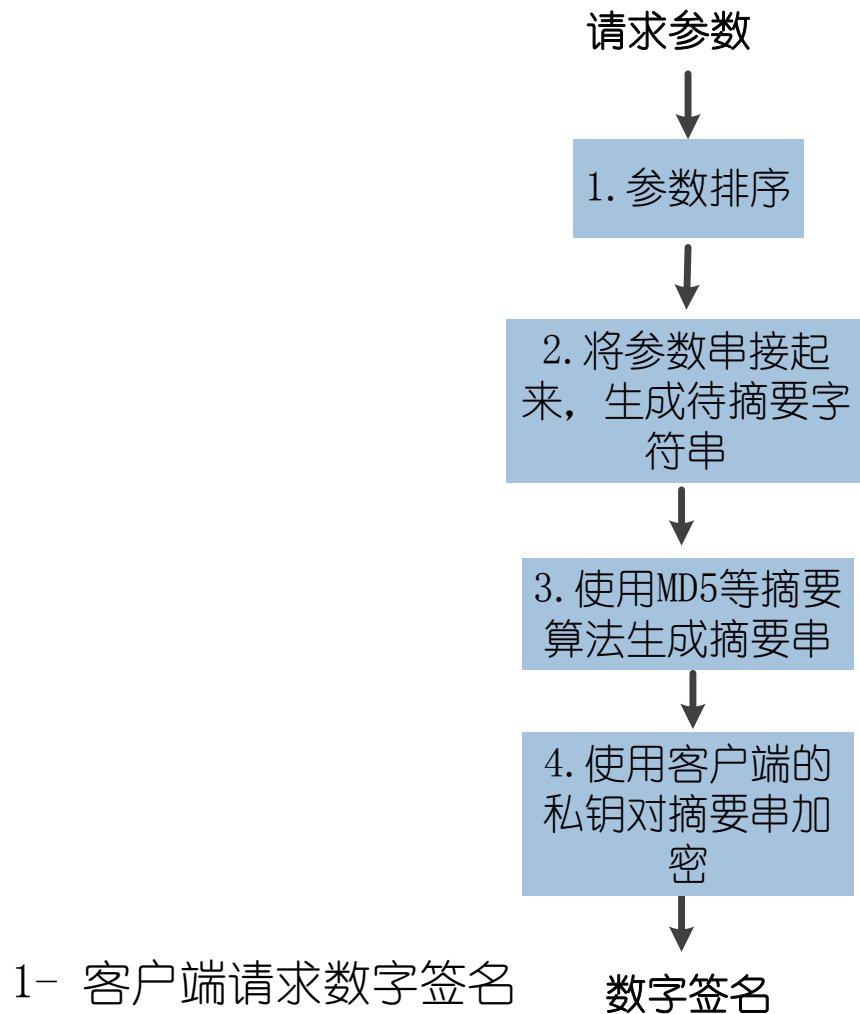 请求参数
1.参数排序
2.将参数串接起
来，生成待摘要字
符串
3.使用MD5等摘要
算法生成摘要串
4.使用客户端的
私钥对摘要串加
密
1- 客户端请求数字签名
数字签名